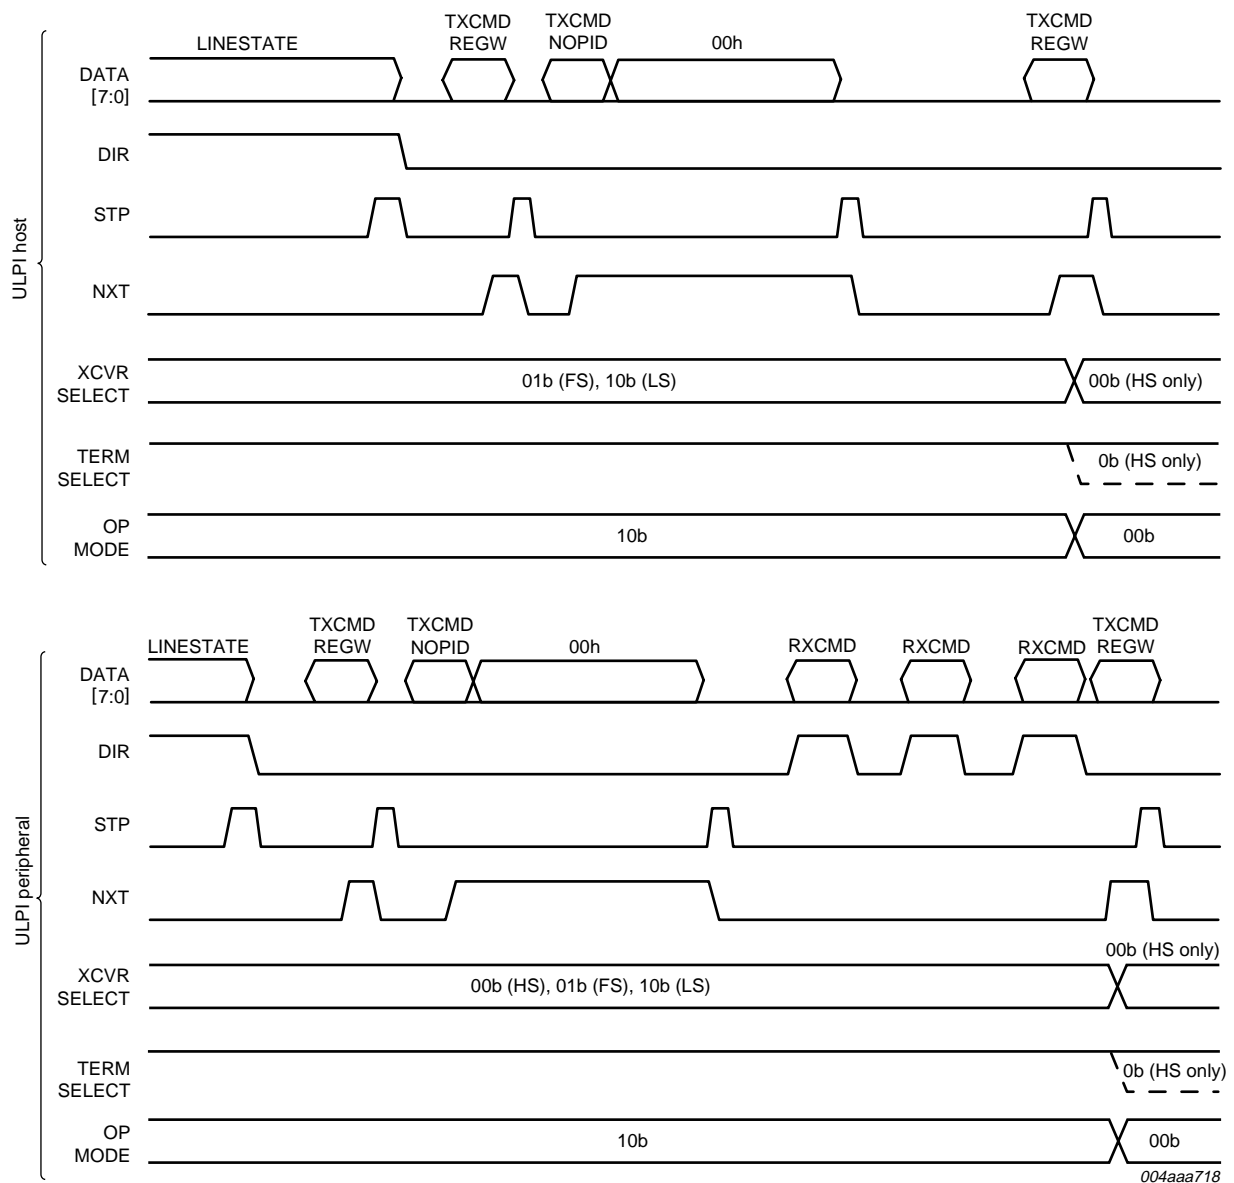 TXCMD TXCMD TXCMD
LINESTATE REGW NOPID 00h REGW
DATA
[7:0]
DIR
STP
ULPI host
NXT
XCVR
SELECT
01b (FS), 10b (LS) 00b (HS only)
TERM
SELECT
0b (HS only)
OP
MODE
10b 00b
TXCMD TXCMD TXCMD
LINESTATE REGW NOPID 00h RXCMD RXCMD RXCMD REGW
DATA
[7:0]
DIR
STP
ULPI peripheral
NXT
00b (HS only)
XCVR
SELECT
00b (HS), 01b (FS), 10b (LS)
TERM
SELECT
0b (HS only)
OP
MODE
10b 00b
004aaa718